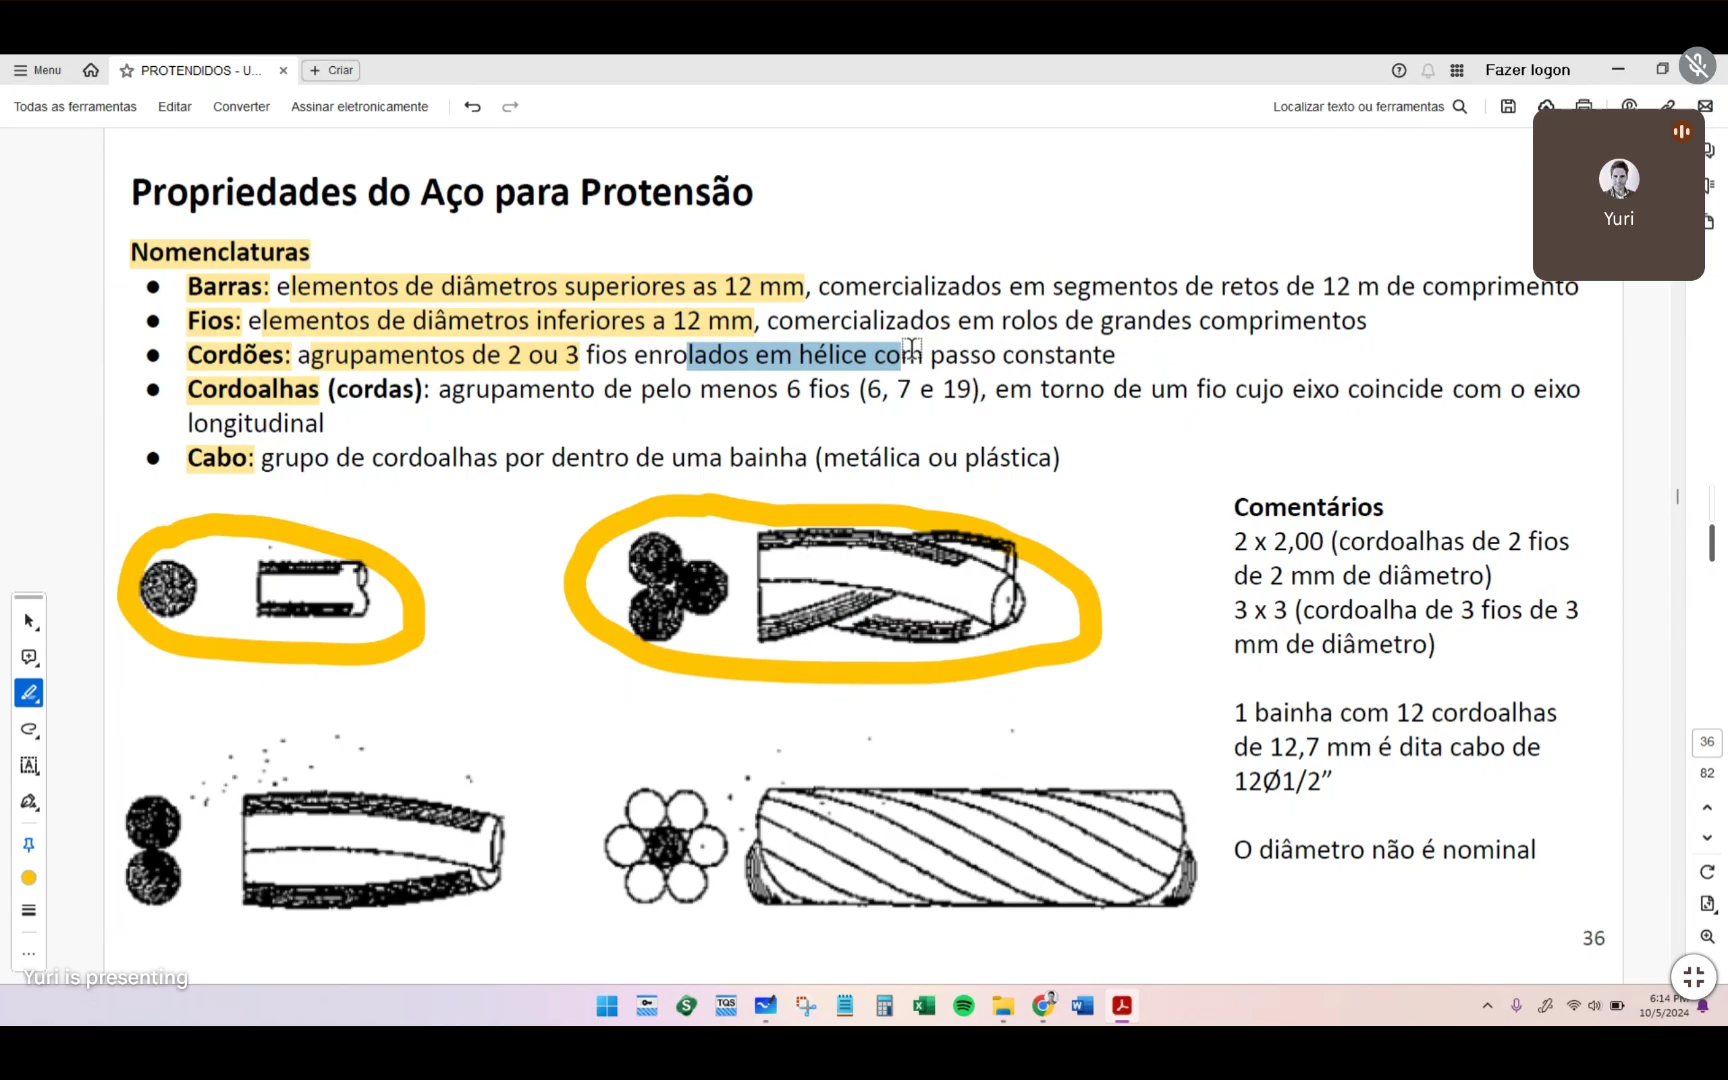 Menu
PROTENDIDOS - U...
Criar
Fazer logon
Todas as ferramentas
Editar
Converter
Assinar eletronicamente
Localizar texto ou ferramentas
Yuri
Propriedades do Aço para Protensão
Nomenclaturas
● Barras: elementos de diâmetros superiores as 12 mm, comercializados em segmentos de retos de 12 m de comprimento
● Fios: elementos de diâmetros inferiores a 12 mm, comercializados em rolos de grandes comprimentos
● Cordões: agrupamentos de 2 ou 3 fios enrolados em hélice com passo constante
● Cordoalhas (cordas): agrupamento de pelo menos 6 fios (6, 7 e 19), em torno de um fio cujo eixo coincide com o eixo
longitudinal
● Cabo: grupo de cordoalhas por dentro de uma bainha (metálica ou plástica)
Comentários
2 x 2,00 (cordoalhas de 2 fios
de 2 mm de diâmetro)
3 x 3 (cordoalha de 3 fios de 3
mm de diâmetro)
1 bainha com 12 cordoalhas
de 12,7 mm é dita cabo de
12Ø1/2”
O diâmetro não é nominal
36
36
82
Yuri is presenting
TQS
6:14 PM
10/5/2024